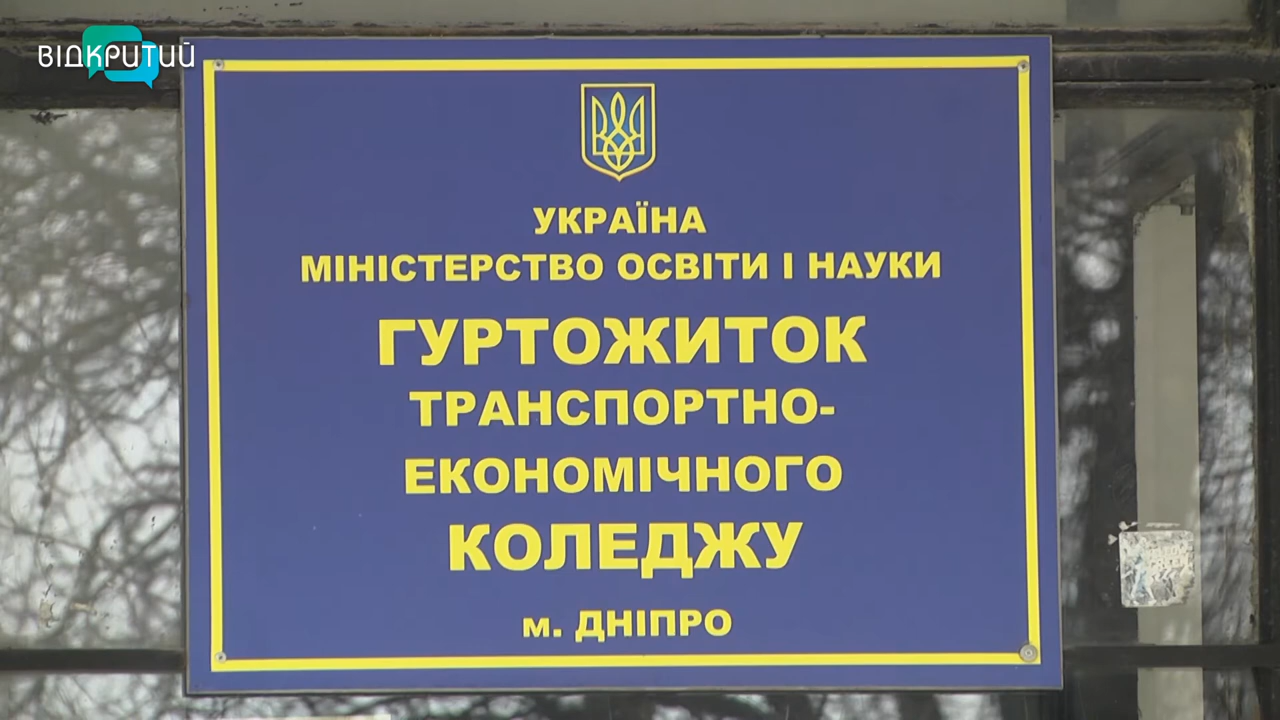 ВІДКРИТИЙ
УКРАЇНА
МІНІСТЕРСТВО ОСВІТИ І НАУКИ
ГУРТОЖИТОК
ТРАНСПОРТНО-
ЕКОНОМІЧНОГО
КОЛЕДЖУ
м. ДНІПРО